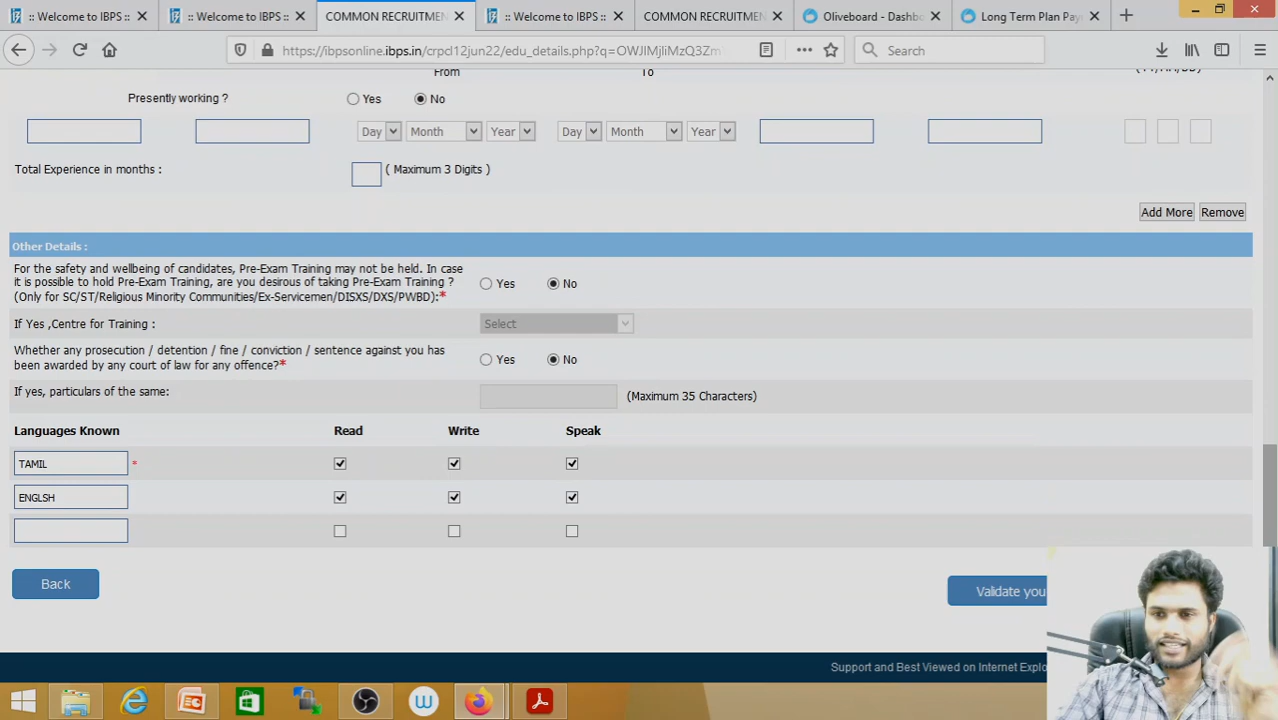 :: Welcome to IBPS ::
:: Welcome to IBPS ::
COMMON RECRUITMEN
:: Welcome to IBPS ::
COMMON RECRUITMEN
Oliveboard - Dashbo
Long Term Plan Pay
https://ibpsonline.ibps.in/crpcl12jun22/edu_details.php?q=OWJIMjIiMzQ3Zm
Search
From To
Presently working ? Yes No
Day Month Year Day Month Year
Total Experience in months : ( Maximum 3 Digits )
Add More Remove
Other Details :
For the safety and wellbeing of candidates, Pre-Exam Training may not be held. In case
it is possible to hold Pre-Exam Training, are you desirous of taking Pre-Exam Training ?
(Only for SC/ST/Religious Minority Communities/Ex-Servicemen/DISXS/DXS/PWBD):*
Yes No
If Yes ,Centre for Training : Select
Whether any prosecution / detention / fine / conviction / sentence against you has
been awarded by any court of law for any offence?*
Yes No
If yes, particulars of the same: (Maximum 35 Characters)
Languages Known Read Write Speak
TAMIL *
ENGLSH
Back
Validate you
Support and Best Viewed on Internet Explo